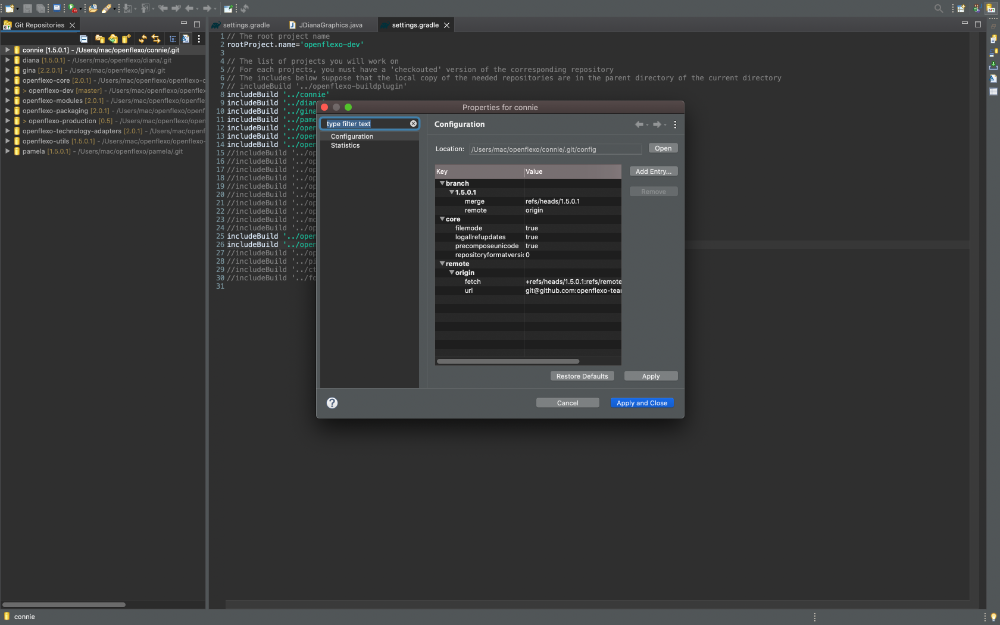 Git Repositories
connie [1.5.0.1] - /Users/mac/openflexo/connie/.git
diana [1.5.0.1] - /Users/mac/openflexo/diana/.git
gina [2.2.0.1] - /Users/mac/openflexo/gina/.git
openflexo-core [2.0.1] - /Users/mac/openflexo/openflexo-c
> openflexo-dev [master] - /Users/mac/openflexo/openflexo-
openflexo-modules [2.0.1] - /Users/mac/openflexo/openfle
openflexo-packaging [2.0.1] - /Users/mac/openflexo/openf
> openflexo-production [0.5] - /Users/mac/openflexo/open
openflexo-technology-adapters [2.0.1] - /Users/mac/openf
openflexo-utils [1.5.0.1] - /Users/mac/openflexo/openflexo-
pamela [1.5.0.1] - /Users/mac/openflexo/pamela/.git
settings.gradle
JDianaGraphics.java
settings.gradle
1 // The root project name
2 rootProject.name='openflexo-dev'
3
4 // The list of projects you will work on
5 // For each projects, you must have a 'checkouted' version of the corresponding repository
6 // The includes below suppose that the local copy of the needed repositories are in the parent directory of the current directory
7 // includeBuild '../openflexo-buildplugin'
8 includeBuild '../connie'
9 includeBuild '../dian
10 includeBuild '../gin
11 includeBuild '../pam
12 includeBuild '../ope
13 includeBuild '../ope
14 includeBuild '../ope
15 //includeBuild '../op
16 //includeBuild '../op
17 //includeBuild '../op
18 //includeBuild '../op
19 //includeBuild '../op
20 //includeBuild '../op
21 //includeBuild '../op
22 //includeBuild '../op
23 //includeBuild '../mo
24 //includeBuild '../op
25 includeBuild '../open
26 includeBuild '../open
27 //includeBuild '../op
28 //includeBuild '../pi
29 //includeBuild '../ct
30 //includeBuild '../fm
31
Properties for connie
type filter text
Configuration
Statistics
Configuration
Location: /Users/mac/openflexo/connie/.git/config
Open
Key Value
Add Entry...
Remove
branch
1.5.0.1
merge refs/heads/1.5.0.1
remote origin
core
filemode true
logallrefupdates true
precomposeunicode true
repositoryformatversi 0
remote
origin
fetch +refs/heads/1.5.0.1:refs/remote
url git@github.com:openflexo-tea
Restore Defaults
Apply
Cancel
Apply and Close
connie